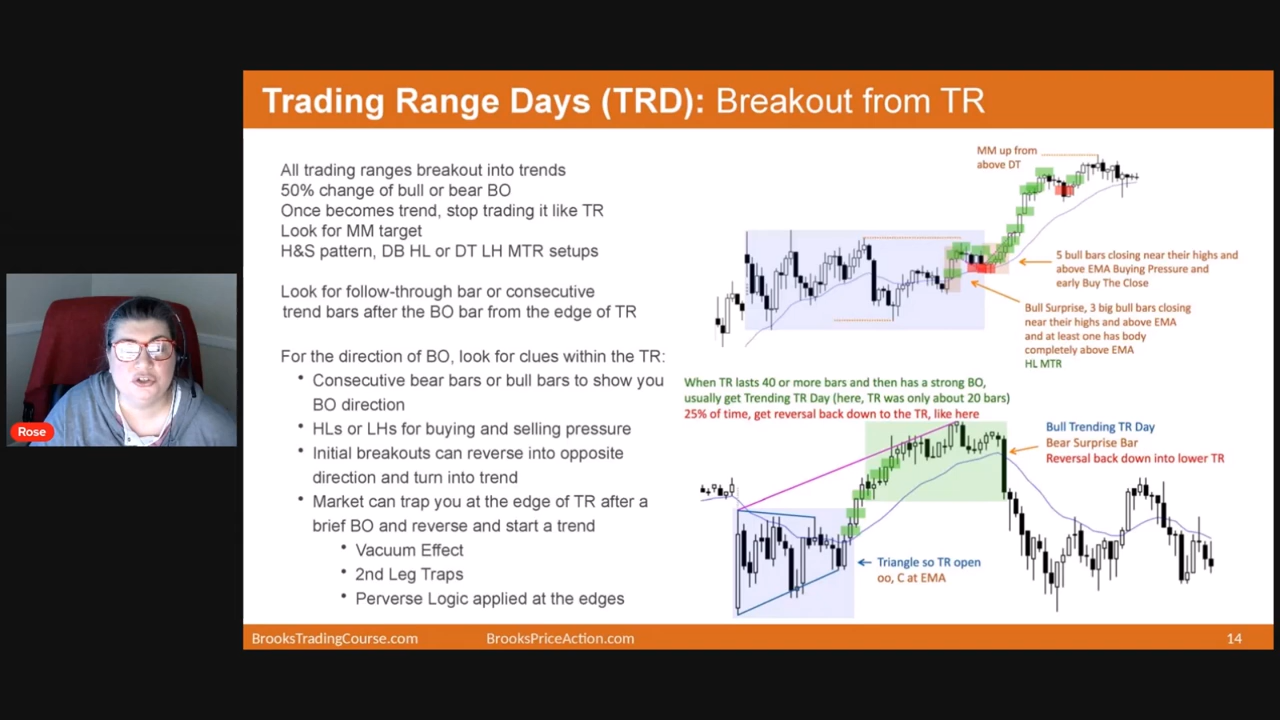 Trading Range Days (TRD): Breakout from TR
All trading ranges breakout into trends
50% change of bull or bear BO
Once becomes trend, stop trading it like TR
Look for MM target
H&S pattern, DB HL or DT LH MTR setups
Look for follow-through bar or consecutive
trend bars after the BO bar from the edge of TR
For the direction of BO, look for clues within the TR:
• Consecutive bear bars or bull bars to show you
BO direction
• HLs or LHs for buying and selling pressure
• Initial breakouts can reverse into opposite
direction and turn into trend
• Market can trap you at the edge of TR after a
brief BO and reverse and start a trend
• Vacuum Effect
• 2nd Leg Traps
• Perverse Logic applied at the edges
MM up from
above DT
5 bull bars closing near their highs and
above EMA Buying Pressure and
early Buy The Close
Bull Surprise, 3 big bull bars closing
near their highs and above EMA
and at least one has body
completely above EMA
HL MTR
When TR lasts 40 or more bars and then has a strong BO,
usually get Trending TR Day (here, TR was only about 20 bars)
25% of time, get reversal back down to the TR, like here
Bull Trending TR Day
Bear Surprise Bar
Reversal back down into lower TR
Triangle so TR open
oo, C at EMA
Rose
BrooksTradingCourse.com
BrooksPriceAction.com
14